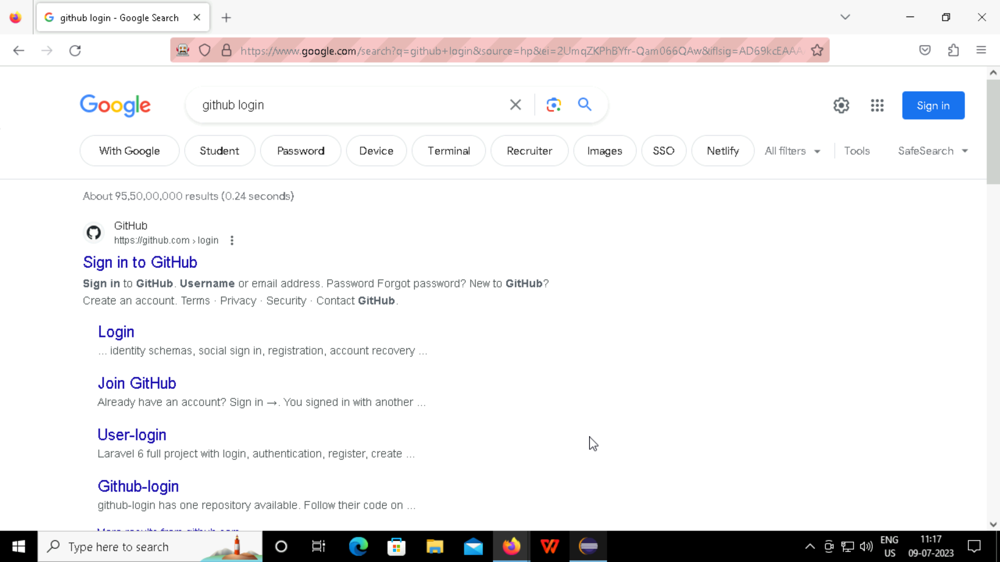 github login - Google Search
https://www.google.com/search?q=github+login&source=hp&ei=2UmqZKPhBYfr-Qam066QAw&iflsig=AD69kcEAAA
Google
github login
Sign in
With Google
Student
Password
Device
Terminal
Recruiter
Images
SSO
Netlify
All filters
Tools
SafeSearch
About 95,50,00,000 results (0.24 seconds)
GitHub
https://github.com › login
Sign in to GitHub
Sign in to GitHub. Username or email address. Password Forgot password? New to GitHub?
Create an account. Terms · Privacy · Security · Contact GitHub.
Login
... identity schemas, social sign in, registration, account recovery ...
Join GitHub
Already have an account? Sign in →. You signed in with another ...
User-login
Laravel 6 full project with login, authentication, register, create ...
Github-login
github-login has one repository available. Follow their code on ...
More results from github.com
Type here to search
ENG
US
11:17
09-07-2023